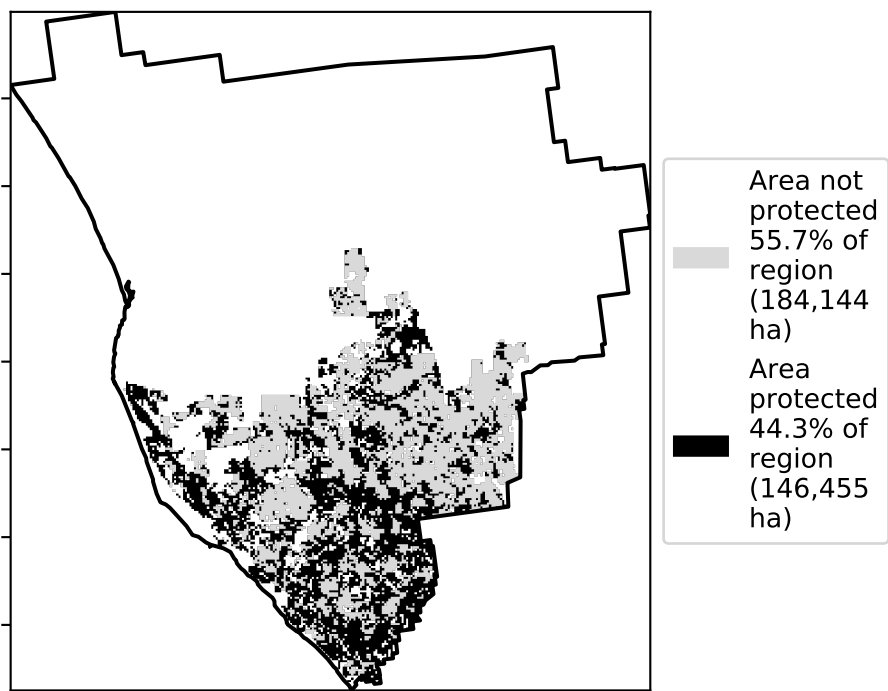 Area not
protected
55.7% of
region
(184,144
ha)
Area
protected
44.3% of
region
(146,455
ha)